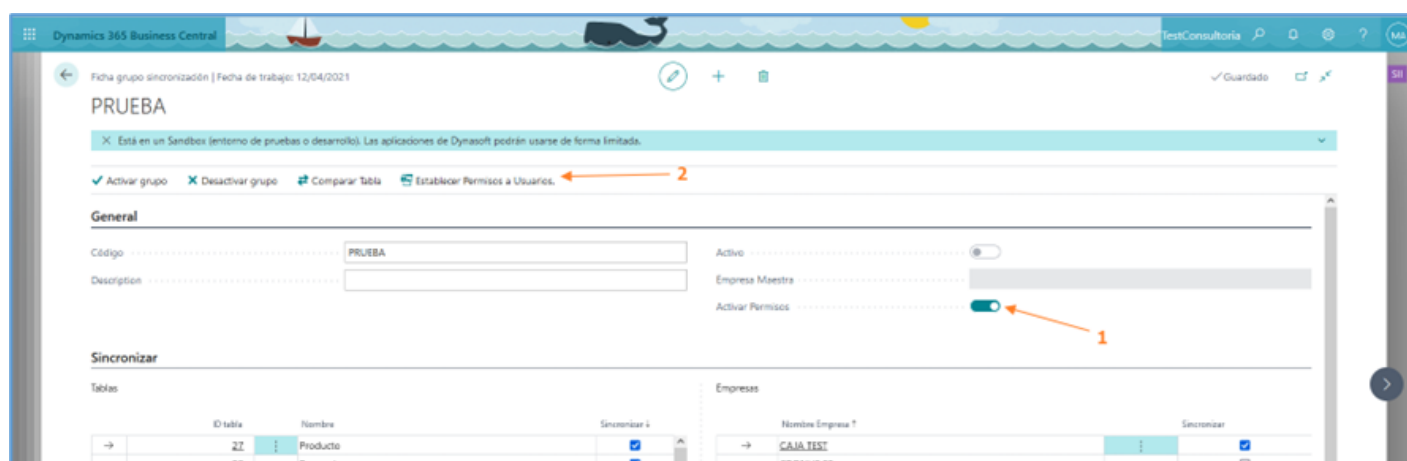 Dynamics 365 Business Central TestConsultoria ? MA
Ficha grupo sincronización | Fecha de trabajo: 12/04/2021 Guardado SII
PRUEBA
Está en un Sandbox (entorno de pruebas o desarrollo). Las aplicaciones de Dynasoft podrán usarse de forma limitada.
Activar grupo Desactivar grupo Comparar Tabla Establecer Permisos a Usuarios. 2
General
Código PRUEBA Activo
Description Empresa Maestra
Activar Permisos
1
Sincronizar
Tablas Empresas
ID tabla Nombre Sincronizar ↓ Nombre Empresa ↑ Sincronizar
→ 27 Producto → CAJA TEST